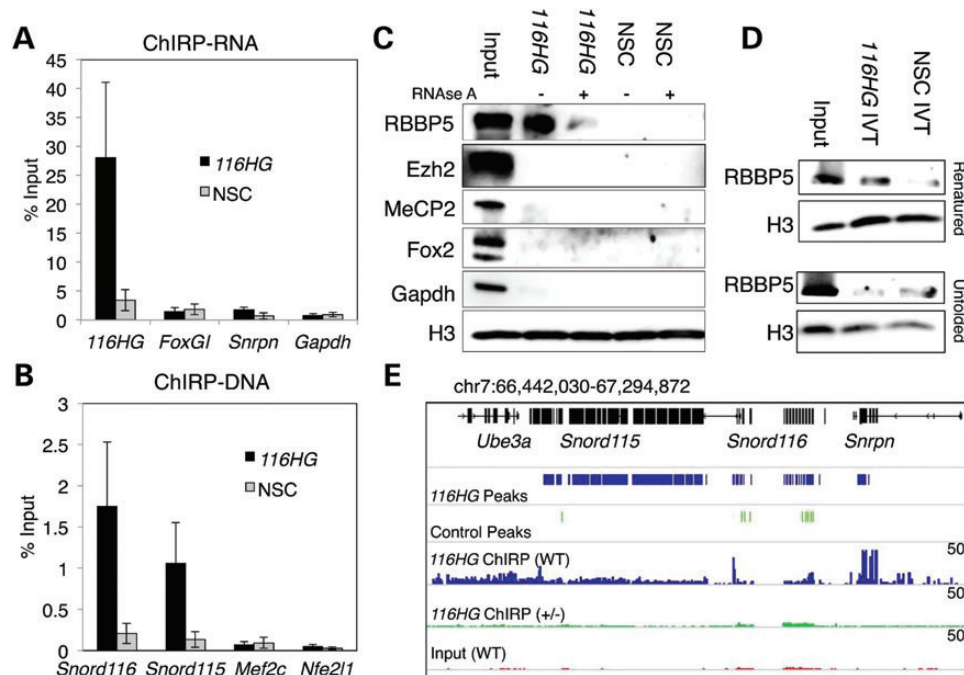 A
ChIRP-RNA
% Input
45
40
35
30
25
20
15
10
5
0
116HG
NSC
116HG FoxGI Snrpn Gapdh
B
ChIRP-DNA
% Input
3
2.5
2
1.5
1
0.5
0
116HG
NSC
Snord116 Snord115 Mef2c Nfe2l1
C
Input 116HG 116HG NSC NSC
RNAse A - + - +
RBBP5
Ezh2
MeCP2
Fox2
Gapdh
H3
D
Input 116HG IVT NSC IVT
RBBP5
H3
Renatured
RBBP5
H3
Unfolded
E
chr7:66,442,030-67,294,872
Ube3a Snord115 Snord116 Snrpn
116HG Peaks
Control Peaks
116HG ChIRP (WT) 50
116HG ChIRP (+/-) 50
Input (WT) 50